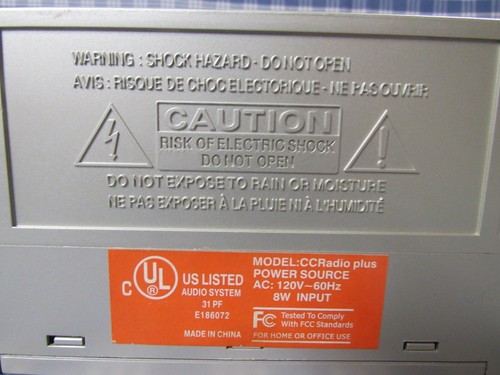 WARNING : SHOCK HAZARD - DO NOT OPEN
AVIS : RISQUE DE CHOC ELECTORIQUE - NE PAS OUVRIR
CAUTION
RISK OF ELECTRIC SHOCK
DO NOT OPEN
DO NOT EXPOSE TO RAIN OR MOISTURE
NE PAS EXPOSER À LA PLUIE NI À L'HUMIDITÉ
C UL ® US LISTED
AUDIO SYSTEM
31 PF
E186072
MADE IN CHINA
MODEL:CCRadio plus
POWER SOURCE
AC: 120V~60Hz
8W INPUT
FC Tested To Comply
With FCC Standards
FOR HOME OR OFFICE USE